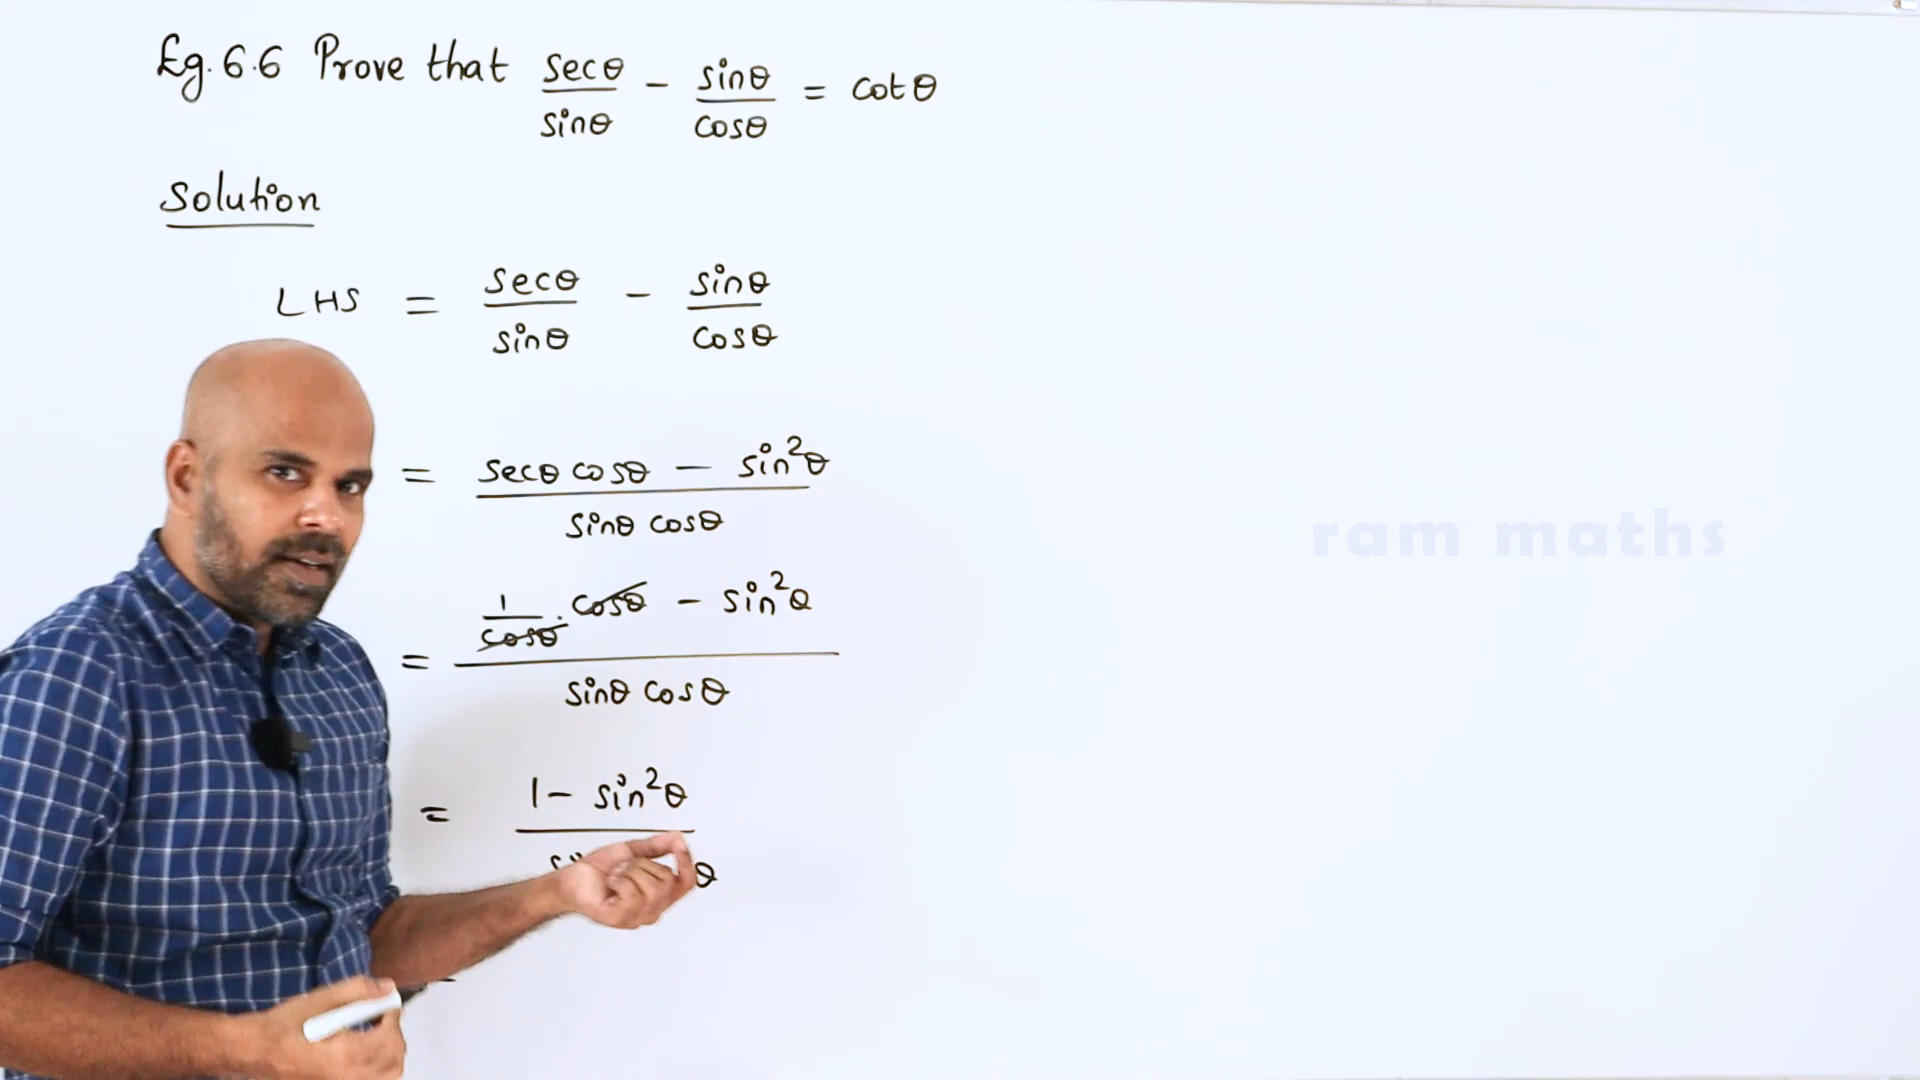 Eg. 6.6 Prove that secθ/sinθ - sinθ/cosθ = cotθ
Solution
LHS = secθ/sinθ - sinθ/cosθ
= secθ cosθ - sin²θ / sinθ cosθ
= 1/cosθ . cosθ - sin²θ / sinθ cosθ
= 1 - sin²θ
=
ram maths